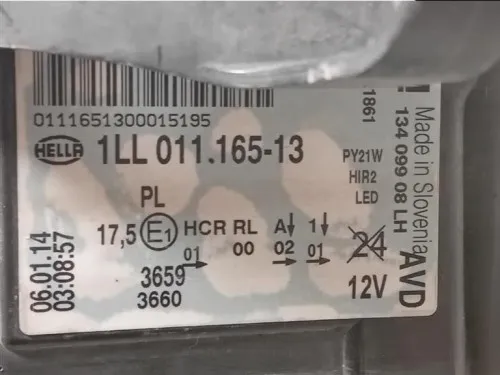 0111651300015195
HELLA 1LL 011.165-13
PL
17,5 E1 HCR RL A 1
01 00 02 01
3659
3660
06.01.14
03:08:57
PY21W
HIR2
LED
24
12V
.1861
134 099 08 LH
Made in Slovenia
AVD